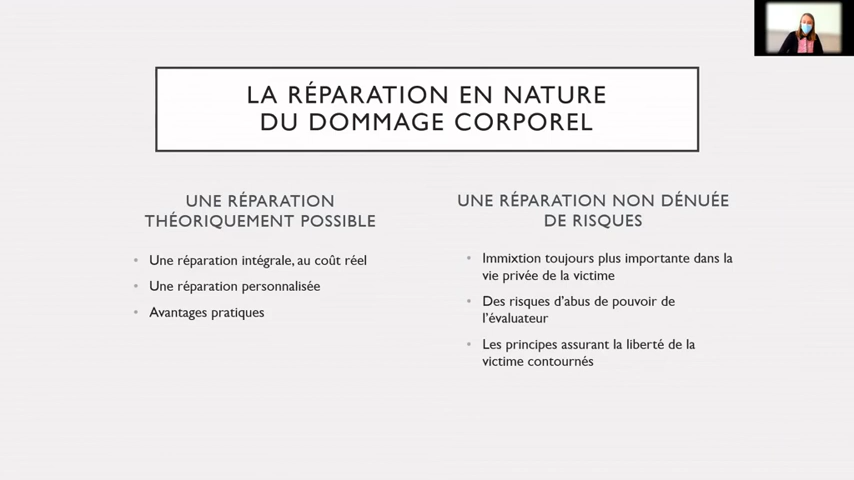 LA RÉPARATION EN NATURE
DU DOMMAGE CORPOREL
UNE RÉPARATION
THÉORIQUEMENT POSSIBLE
• Une réparation intégrale, au coût réel
• Une réparation personnalisée
• Avantages pratiques
UNE RÉPARATION NON DÉNUÉE
DE RISQUES
• Immixtion toujours plus importante dans la
vie privée de la victime
• Des risques d'abus de pouvoir de
l'évaluateur
• Les principes assurant la liberté de la
victime contournés